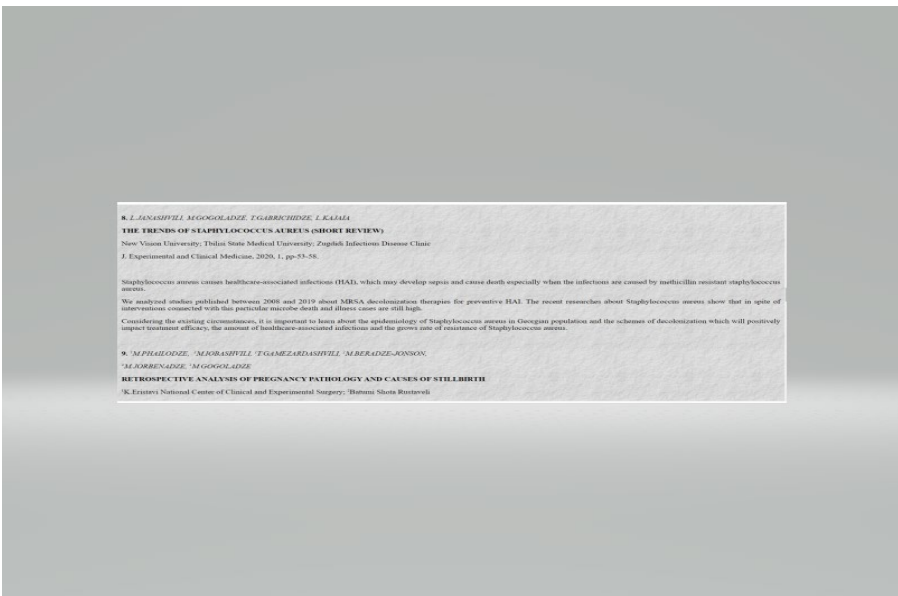 8. L.JANASHVILI, M.GOGOLADZE, T.GABRICHIDZE, L.KAJAIA
THE TRENDS OF STAPHYLOCOCCUS AUREUS (SHORT REVIEW)
New Vision University; Tbilisi State Medical University, Zugdidi Infectious Disease Clinic
J. Experimental and Clinical Medicine, 2020, 1, pp-53-58.
Staphylococcus aureus causes healthcare-associated infections (HAI), which may develop sepsis and cause death especially when the infections are caused by methicillin resistant staphylococcus
aureus.
We analyzed studies published between 2008 and 2019 about MRSA decolonization therapies for preventive HAI. The recent researches about Staphylococcus aureus show that in spite of
interventions connected with this particular microbe death and illness cases are still high.
Considering the existing circumstances, it is important to learn about the epidemiology of Staphylococcus aureus in Georgian population and the schemes of decolonization which will positively
impact treatment efficacy, the amount of healthcare-associated infections and the grows rate of resistance of Staphylococcus aureus.
9. M.PHAILODZE, M.IOBASHVILI, T.GAMEZARDASHVILI, M.BERADZE-JONSON,
M.JORBENADZE, M.GOGOLADZE
RETROSPECTIVE ANALYSIS OF PREGNANCY PATHOLOGY AND CAUSES OF STILLBIRTH
¹K.Eristavi National Center of Clinical and Experimental Surgery; ²Batumi Shota Rustaveli